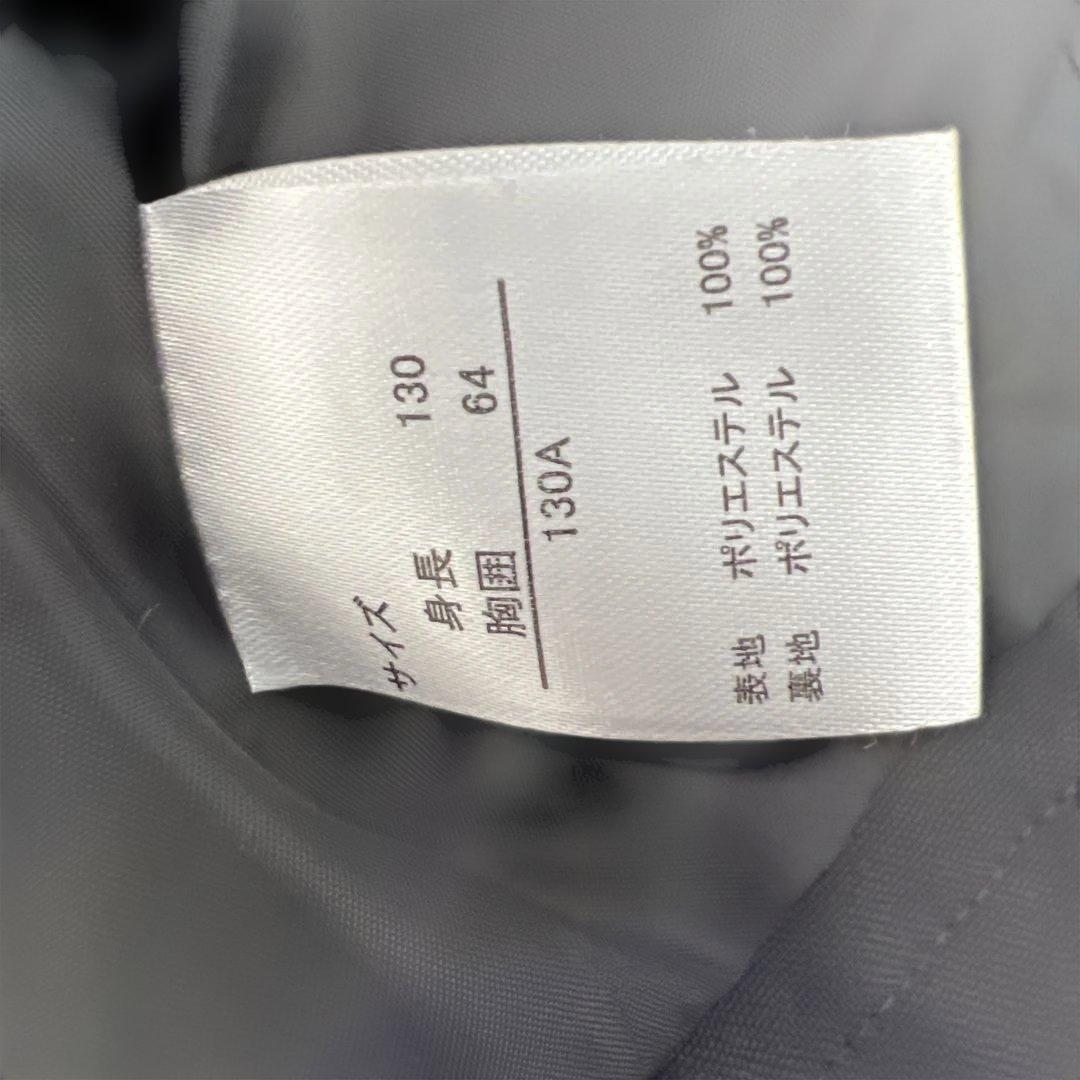 サイズ
身長 130
胸囲 64
130A
表地 ポリエステル 100%
裏地 ポリエステル 100%